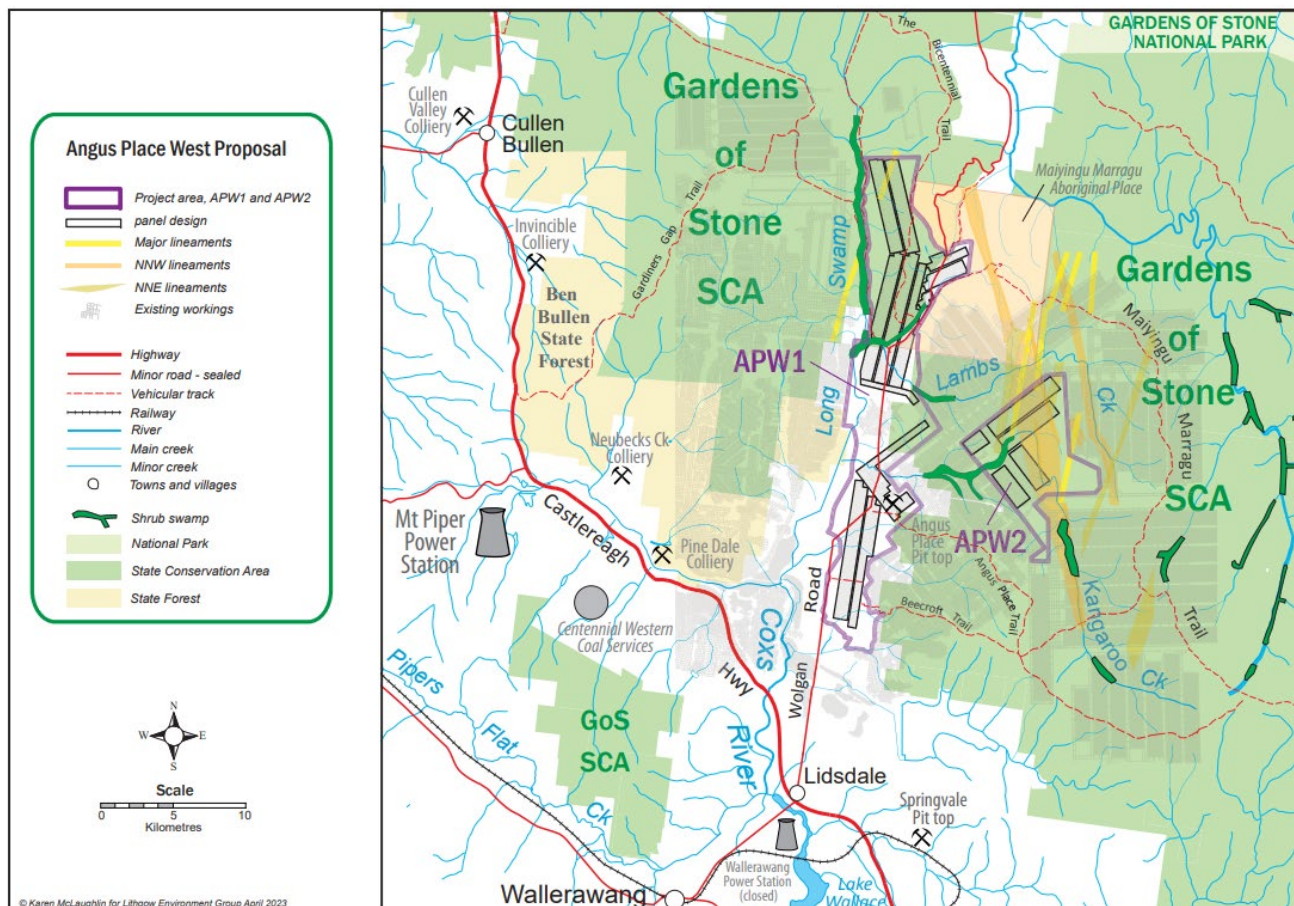 Angus Place West Proposal
Project area, APW1 and APW2
panel design
Major lineaments
NNW lineaments
NNE lineaments
Existing workings
Highway
Minor road - sealed
Vehicular track
Railway
River
Main creek
Minor creek
Towns and villages
Shrub swamp
National Park
State Conservation Area
State Forest
N
W
E
S
Scale
0
5
10
Kilometres
© Karen McLaughlin for Lithgow Environment Group April 2023
GARDENS OF STONE
NATIONAL PARK
The
Bicentennial
Trail
Gardens
of
Stone
SCA
Cullen
Valley
Colliery
Cullen
Bullen
Maiyingu Marragu
Aboriginal Place
Gardiners Gap Trail
Invincible
Colliery
Ben
Bullen
State
Forest
Long
Swamp
APW1
Lambs
Ck
Gardens
of
Stone
SCA
Maiyingu
Marragu
Trail
Neubecks Ck
Colliery
Mt Piper
Power
Station
Castlereagh
Hwy
Pine Dale
Colliery
Angus
Place
Pit top
APW2
Angus Place Trail
Beecroft Trail
Kangaroo
Ck
Centennial Western
Coal Services
Coxs
River
Wolgan
Road
Pipers
Flat
Ck
GoS
SCA
Lidsdale
Springvale
Pit top
Wallerawang
Power Station
(closed)
Lake
Wallace
Wallerawang